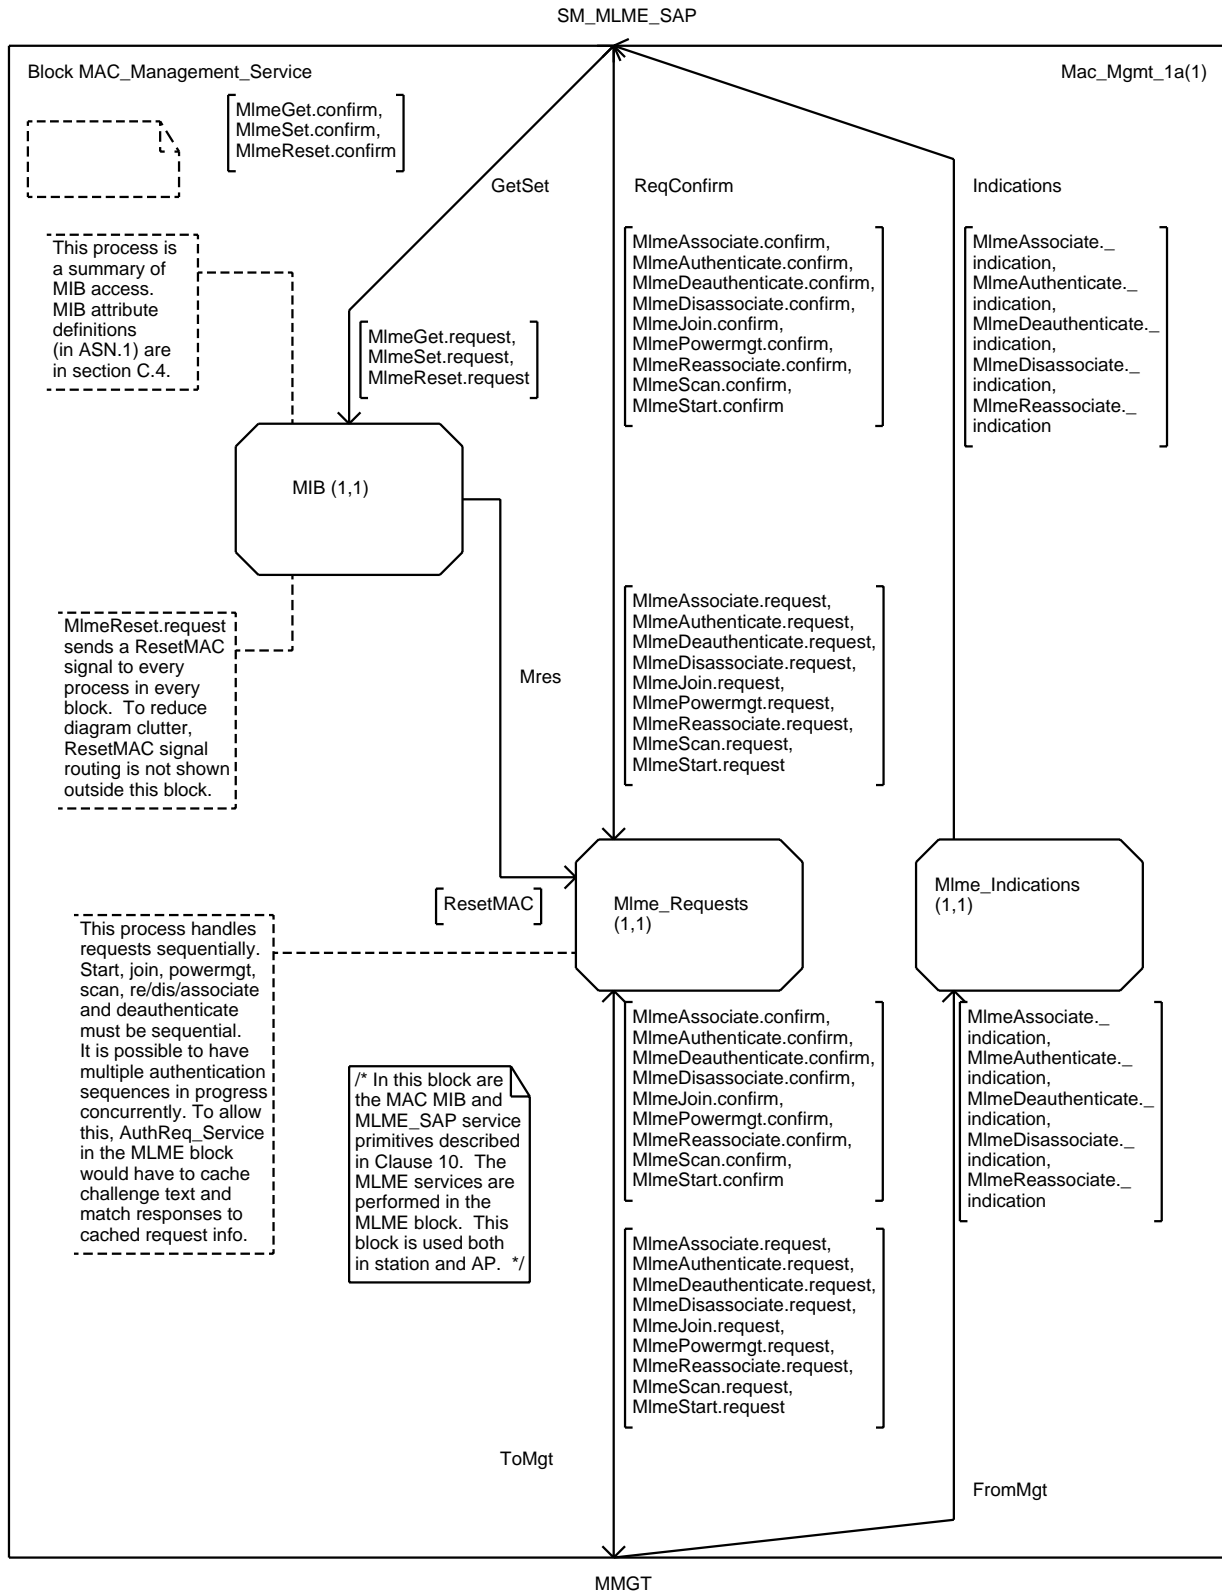 SM_MLME_SAP
Block MAC_Management_Service
Mac_Mgmt_1a(1)
MlmeGet.confirm,
MlmeSet.confirm,
MlmeReset.confirm
GetSet
ReqConfirm
Indications
This process is
a summary of
MIB access.
MIB attribute
definitions
(in ASN.1) are
in section C.4.
MlmeGet.request,
MlmeSet.request,
MlmeReset.request
MlmeAssociate.confirm,
MlmeAuthenticate.confirm,
MlmeDeauthenticate.confirm,
MlmeDisassociate.confirm,
MlmeJoin.confirm,
MlmePowermgt.confirm,
MlmeReassociate.confirm,
MlmeScan.confirm,
MlmeStart.confirm
MlmeAssociate._
indication,
MlmeAuthenticate._
indication,
MlmeDeauthenticate._
indication,
MlmeDisassociate._
indication,
MlmeReassociate._
indication
MIB (1,1)
MlmeReset.request
sends a ResetMAC
signal to every
process in every
block.  To reduce
diagram clutter,
ResetMAC signal
routing is not shown
outside this block.
Mres
MlmeAssociate.request,
MlmeAuthenticate.request,
MlmeDeauthenticate.request,
MlmeDisassociate.request,
MlmeJoin.request,
MlmePowermgt.request,
MlmeReassociate.request,
MlmeScan.request,
MlmeStart.request
ResetMAC
Mlme_Requests
(1,1)
Mlme_Indications
(1,1)
This process handles
requests sequentially.
Start, join, powermgt,
scan, re/dis/associate
and deauthenticate
must be sequential.
It is possible to have
multiple authentication
sequences in progress
concurrently. To allow
this, AuthReq_Service
in the MLME block
would have to cache
challenge text and
match responses to
cached request info.
/* In this block are
the MAC MIB and
MLME_SAP service
primitives described
in Clause 10.  The
MLME services are
performed in the
MLME block.  This
block is used both
in station and AP.  */
MlmeAssociate.confirm,
MlmeAuthenticate.confirm,
MlmeDeauthenticate.confirm,
MlmeDisassociate.confirm,
MlmeJoin.confirm,
MlmePowermgt.confirm,
MlmeReassociate.confirm,
MlmeScan.confirm,
MlmeStart.confirm
MlmeAssociate._
indication,
MlmeAuthenticate._
indication,
MlmeDeauthenticate._
indication,
MlmeDisassociate._
indication,
MlmeReassociate._
indication
MlmeAssociate.request,
MlmeAuthenticate.request,
MlmeDeauthenticate.request,
MlmeDisassociate.request,
MlmeJoin.request,
MlmePowermgt.request,
MlmeReassociate.request,
MlmeScan.request,
MlmeStart.request
ToMgt
FromMgt
MMGT